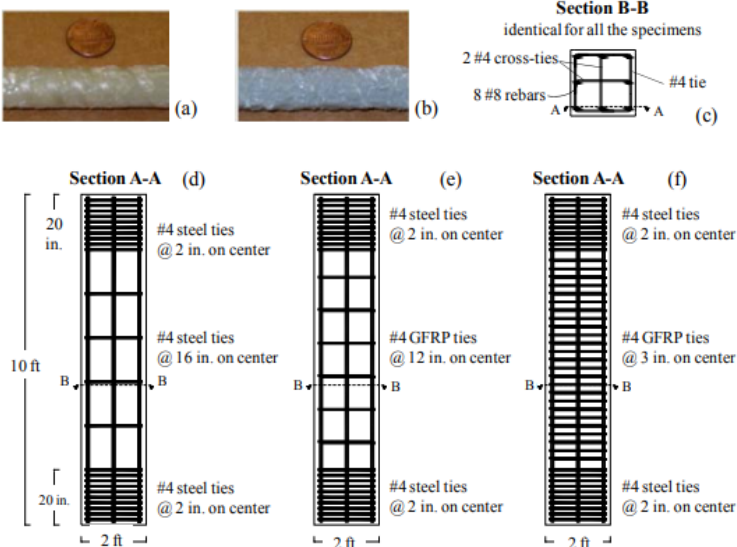 Section B-B
identical for all the specimens
2 #4 cross-ties
#4 tie
8 #8 rebars
A
A
(a)
(b)
(c)
Section A-A (d)
Section A-A (e)
Section A-A (f)
20
in.
#4 steel ties
@ 2 in. on center
#4 steel ties
@ 2 in. on center
#4 steel ties
@ 2 in. on center
10 ft
#4 steel ties
@ 16 in. on center
#4 GFRP ties
@ 12 in. on center
#4 GFRP ties
@ 3 in. on center
B
B
B
B
B
B
20 in.
#4 steel ties
@ 2 in. on center
#4 steel ties
@ 2 in. on center
#4 steel ties
@ 2 in. on center
2 ft
2 ft
2 ft